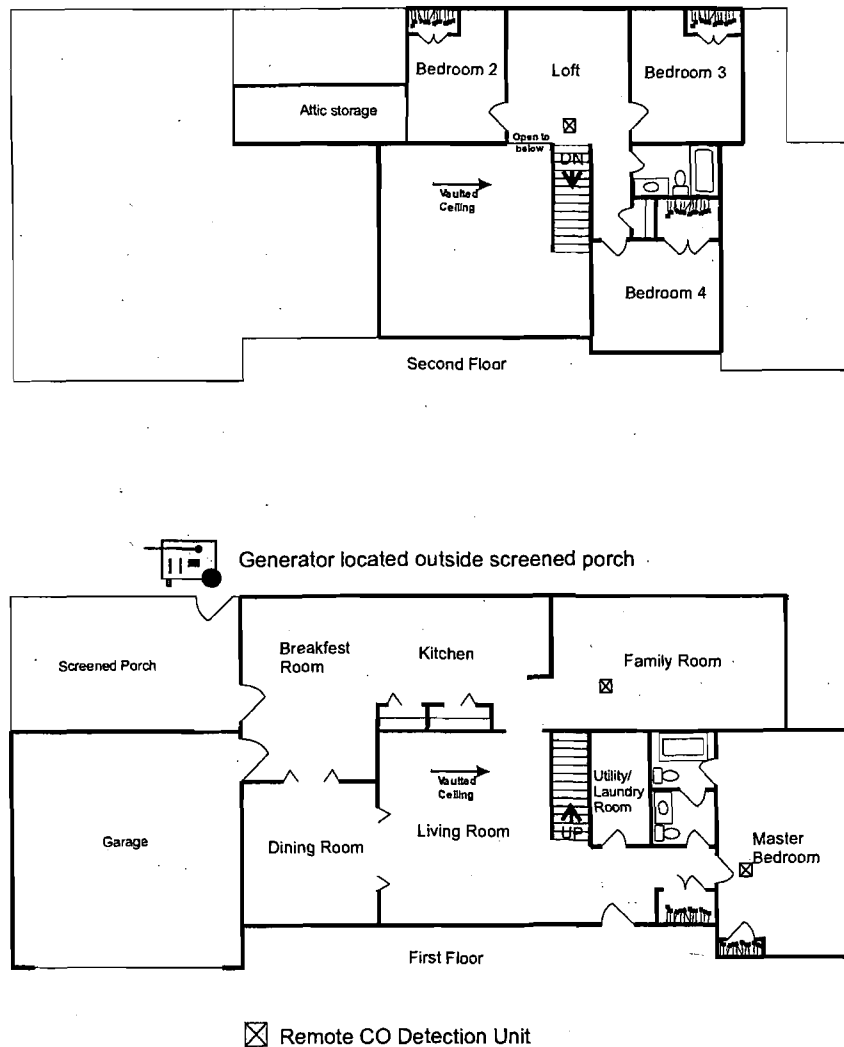 Bedroom 2
Loft
Bedroom 3
Attic storage
Open to
below
DN
Vaulted
Ceiling
Bedroom 4
Second Floor
Generator located outside screened porch
Breakfest
Room
Kitchen
Screened Porch
Family Room
Vaulted
Ceiling
Utility/
Laundry
Room
Garage
Dining Room
Living Room
UP
Master
Bedroom
First Floor
Remote CO Detection Unit